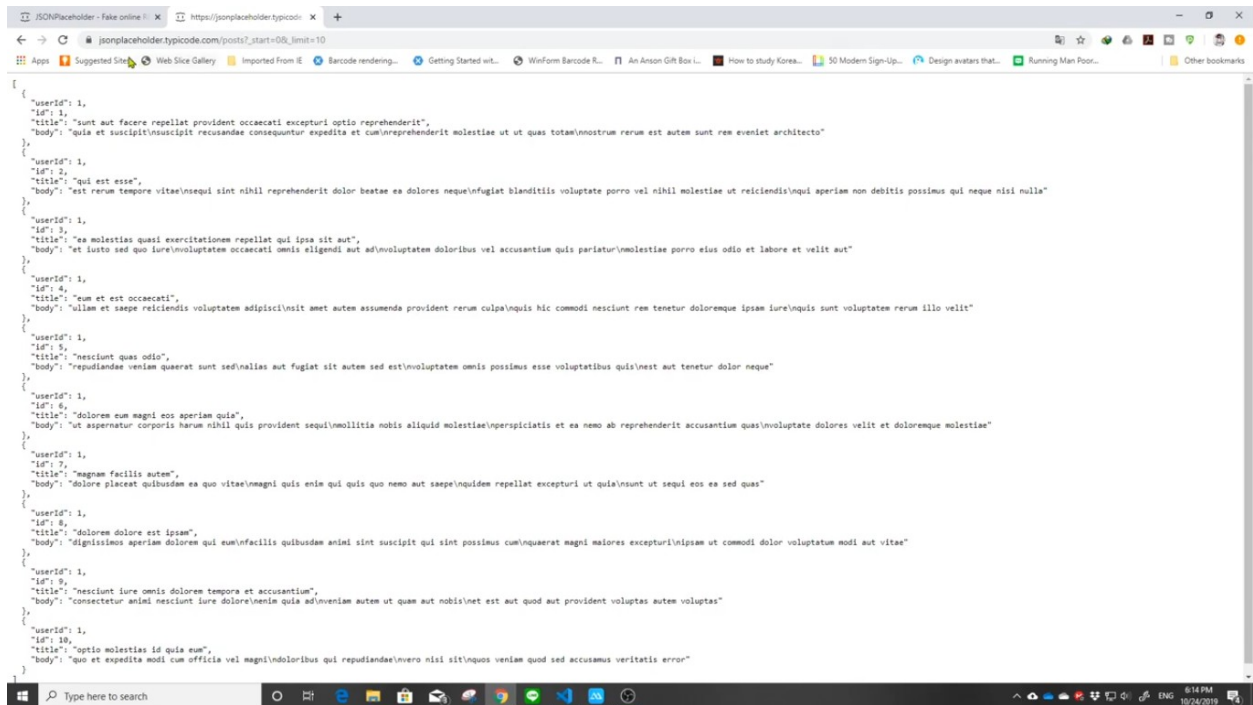 JSONPlaceholder - Fake online R
https://jsonplaceholder.typicode
jsonplaceholder.typicode.com/posts?_start=0&_limit=10
Apps Suggested Sites Web Slice Gallery Imported From IE Barcode rendering... Getting Started wit... WinForm Barcode R... An Anson Gift Box i... How to study Korea... 50 Modern Sign-Up... Design avatars that... Running Man Poor... Other bookmarks
[
{
"userId": 1,
"id": 1,
"title": "sunt aut facere repellat provident occaecati excepturi optio reprehenderit",
"body": "quia et suscipit\nsuscipit recusandae consequuntur expedita et cum\nreprehenderit molestiae ut ut quas totam\nnostrum rerum est autem sunt rem eveniet architecto"
},
{
"userId": 1,
"id": 2,
"title": "qui est esse",
"body": "est rerum tempore vitae\nsequi sint nihil reprehenderit dolor beatae ea dolores neque\nfugiat blanditiis voluptate porro vel nihil molestiae ut reiciendis\nqui aperiam non debitis possimus qui neque nisi nulla"
},
{
"userId": 1,
"id": 3,
"title": "ea molestias quasi exercitationem repellat qui ipsa sit aut",
"body": "et iusto sed quo iure\nvoluptatem occaecati omnis eligendi aut ad\nvoluptatem doloribus vel accusantium quis pariatur\nmolestiae porro eius odio et labore et velit aut"
},
{
"userId": 1,
"id": 4,
"title": "eum et est occaecati",
"body": "ullam et saepe reiciendis voluptatem adipisci\nsit amet autem assumenda provident rerum culpa\nquis hic commodi nesciunt rem tenetur doloremque ipsam iure\nquis sunt voluptatem rerum illo velit"
},
{
"userId": 1,
"id": 5,
"title": "nesciunt quas odio",
"body": "repudiandae veniam quaerat sunt sed\nalias aut fugiat sit autem sed est\nvoluptatem omnis possimus esse voluptatibus quis\nest aut tenetur dolor neque"
},
{
"userId": 1,
"id": 6,
"title": "dolorem eum magni eos aperiam quia",
"body": "ut aspernatur corporis harum nihil quis provident sequi\nmollitia nobis aliquid molestiae\nperspiciatis et ea nemo ab reprehenderit accusantium quas\nvoluptate dolores velit et doloremque molestiae"
},
{
"userId": 1,
"id": 7,
"title": "magnam facilis autem",
"body": "dolore placeat quibusdam ea quo vitae\nmagni quis enim qui quis quo nemo aut saepe\nquidem repellat excepturi ut quia\nsunt ut sequi eos ea sed quas"
},
{
"userId": 1,
"id": 8,
"title": "dolorem dolore est ipsam",
"body": "dignissimos aperiam dolorem qui eum\nfacilis quibusdam animi sint suscipit qui sint possimus cum\nquaerat magni maiores excepturi\nipsam ut commodi dolor voluptatum modi aut vitae"
},
{
"userId": 1,
"id": 9,
"title": "nesciunt iure omnis dolorem tempora et accusantium",
"body": "consectetur animi nesciunt iure dolore\nenim quia ad\nveniam autem ut quam aut nobis\net est aut quod aut provident voluptas autem voluptas"
},
{
"userId": 1,
"id": 10,
"title": "optio molestias id quia eum",
"body": "quo et expedita modi cum officia vel magni\ndoloribus qui repudiandae\nvero nisi sit\nquos veniam quod sed accusamus veritatis error"
}
]
Type here to search
ENG
6:14 PM
10/24/2019